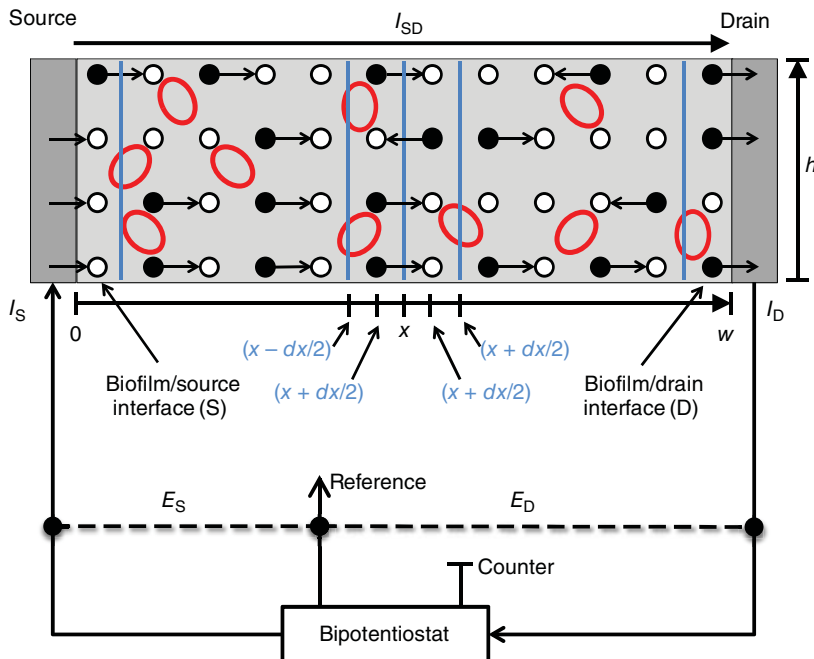 Source
I_SD
Drain
h
I_S
0
x
w
I_D
(x − dx/2)
(x + dx/2)
(x + dx/2)
(x + dx/2)
Biofilm/source
interface (S)
Biofilm/drain
interface (D)
Reference
E_S
E_D
Counter
Bipotentiostat